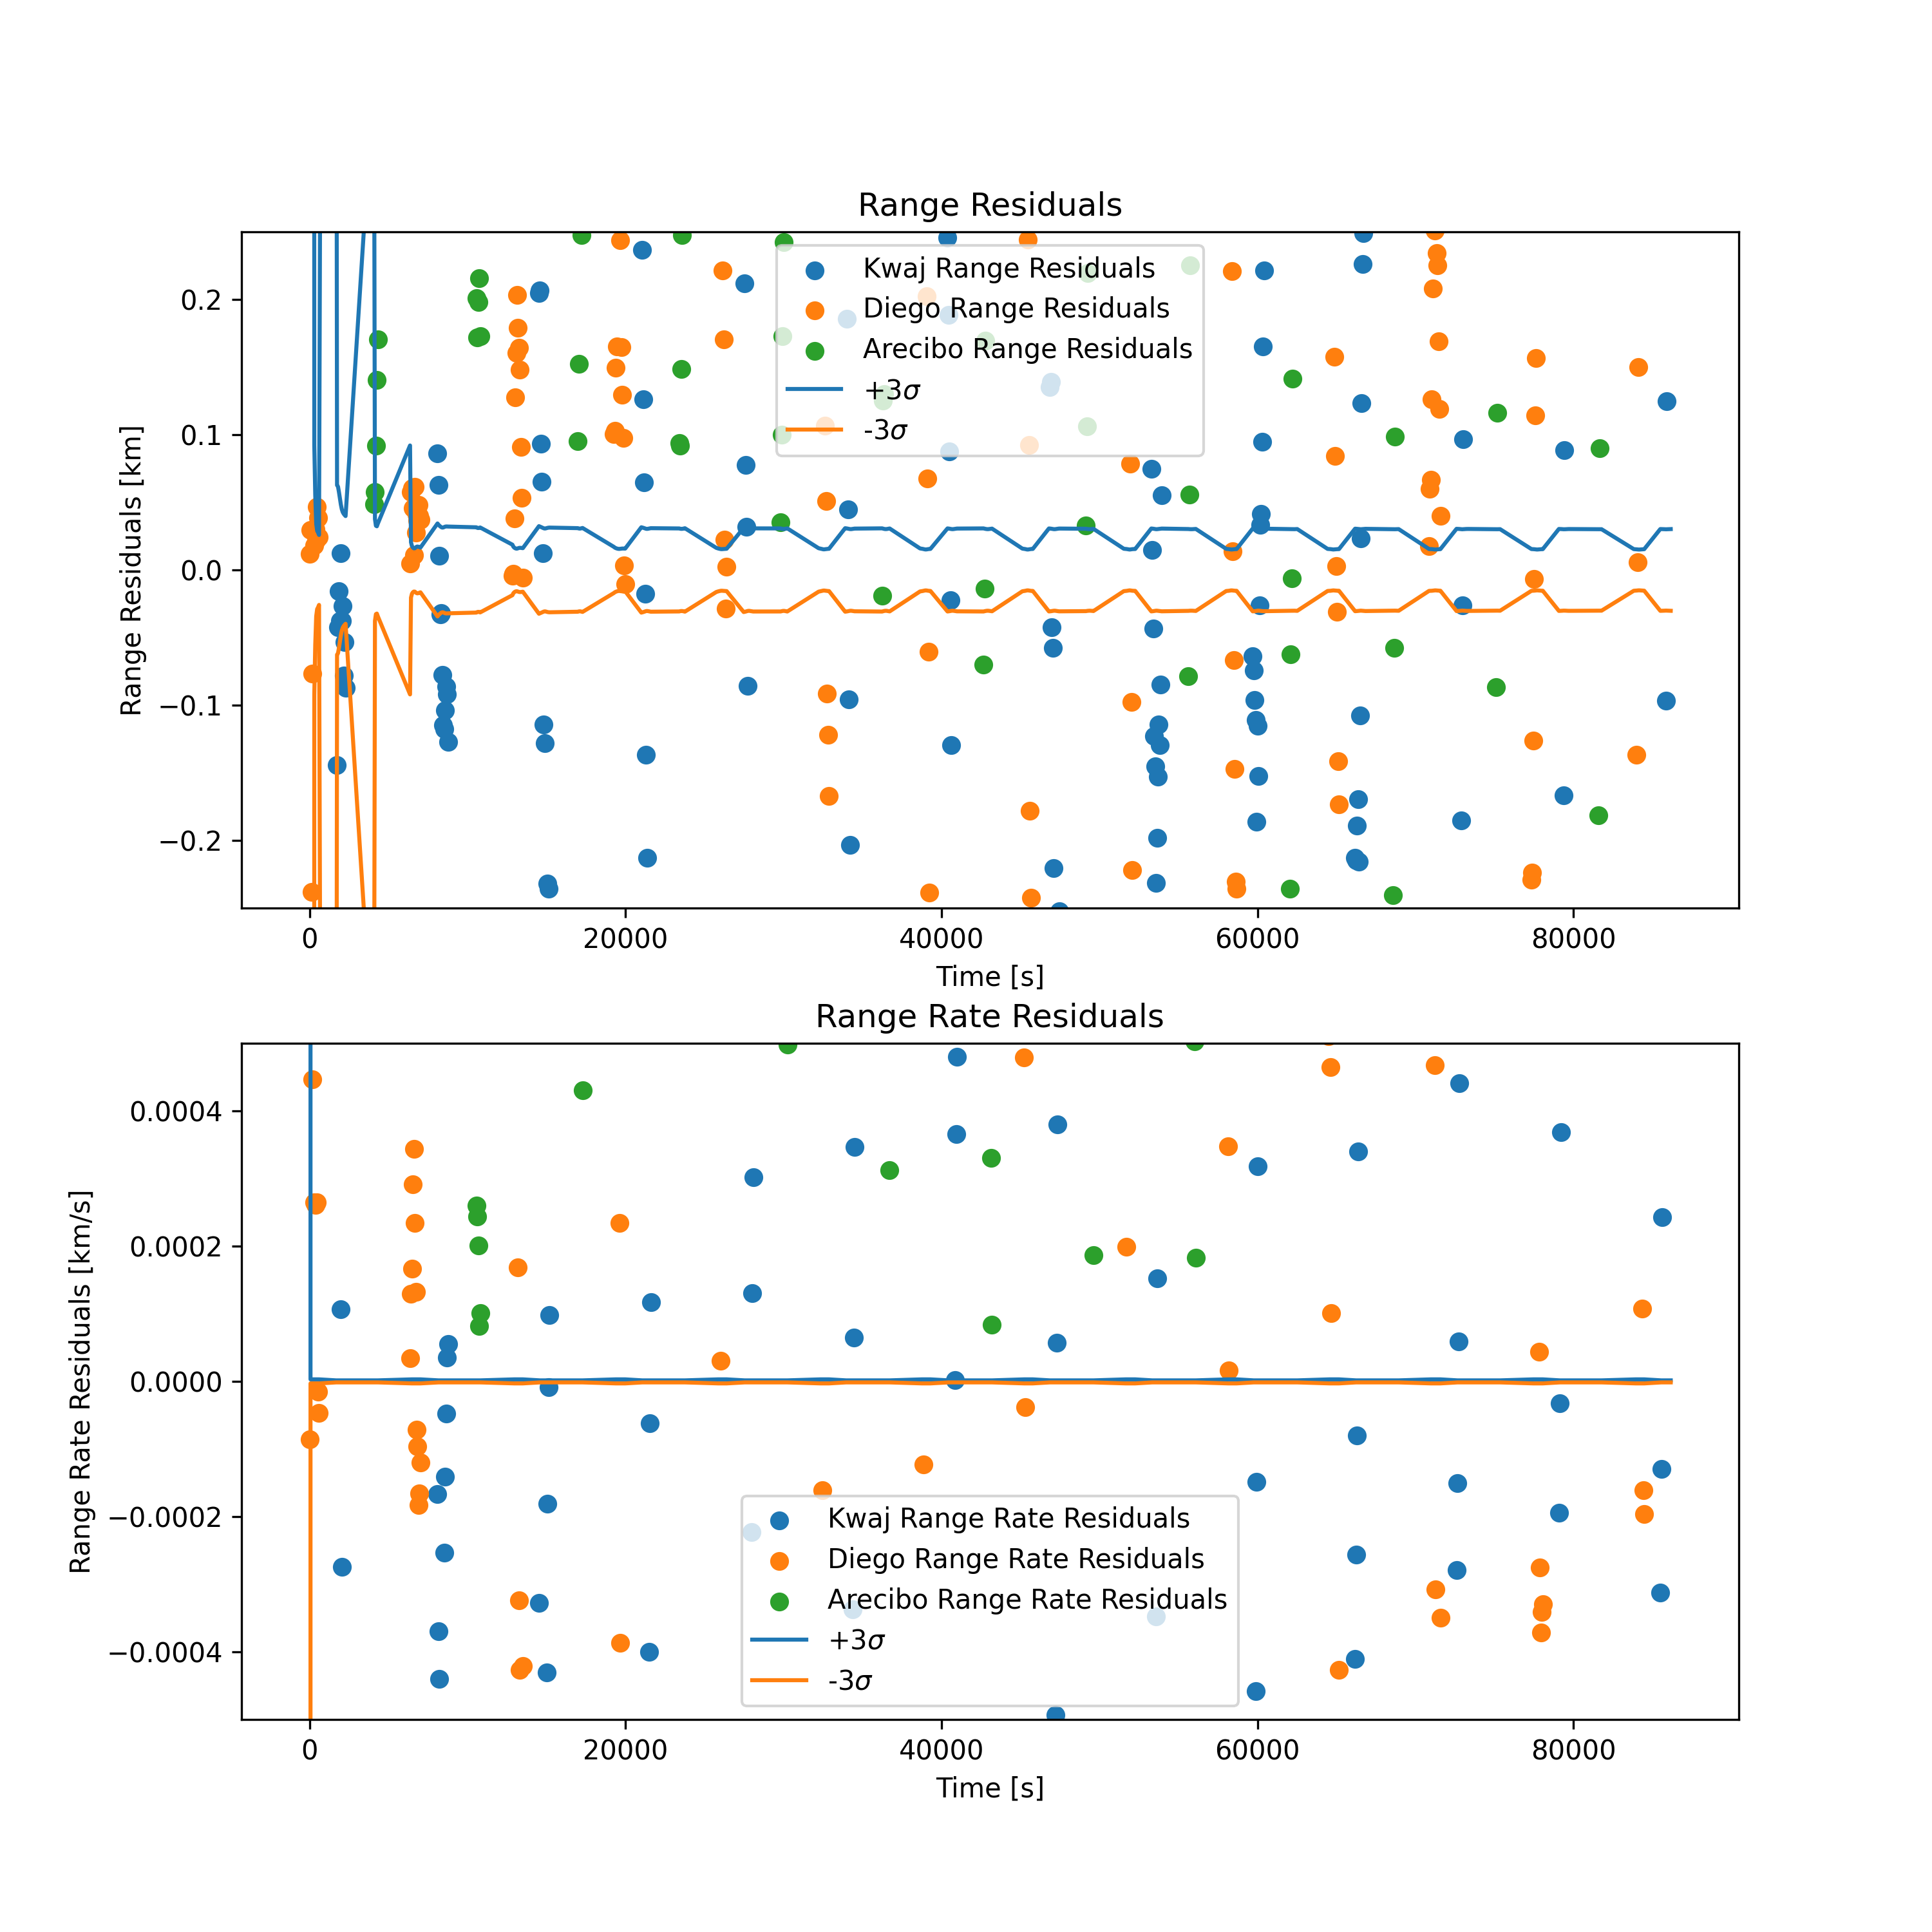 Range Residuals
Range Residuals [km]
0.2
0.1
0.0
−0.1
−0.2
Kwaj Range Residuals
Diego Range Residuals
Arecibo Range Residuals
+3σ
-3σ
0 20000 40000 60000 80000
Time [s]
Range Rate Residuals
Range Rate Residuals [km/s]
0.0004
0.0002
0.0000
−0.0002
−0.0004
Kwaj Range Rate Residuals
Diego Range Rate Residuals
Arecibo Range Rate Residuals
+3σ
-3σ
0 20000 40000 60000 80000
Time [s]